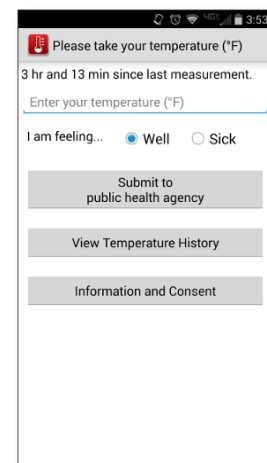 4G 3:53
Please take your temperature (°F)
3 hr and 13 min since last measurement.
Enter your temperature (°F)
I am feeling... Well Sick
Submit to
public health agency
View Temperature History
Information and Consent